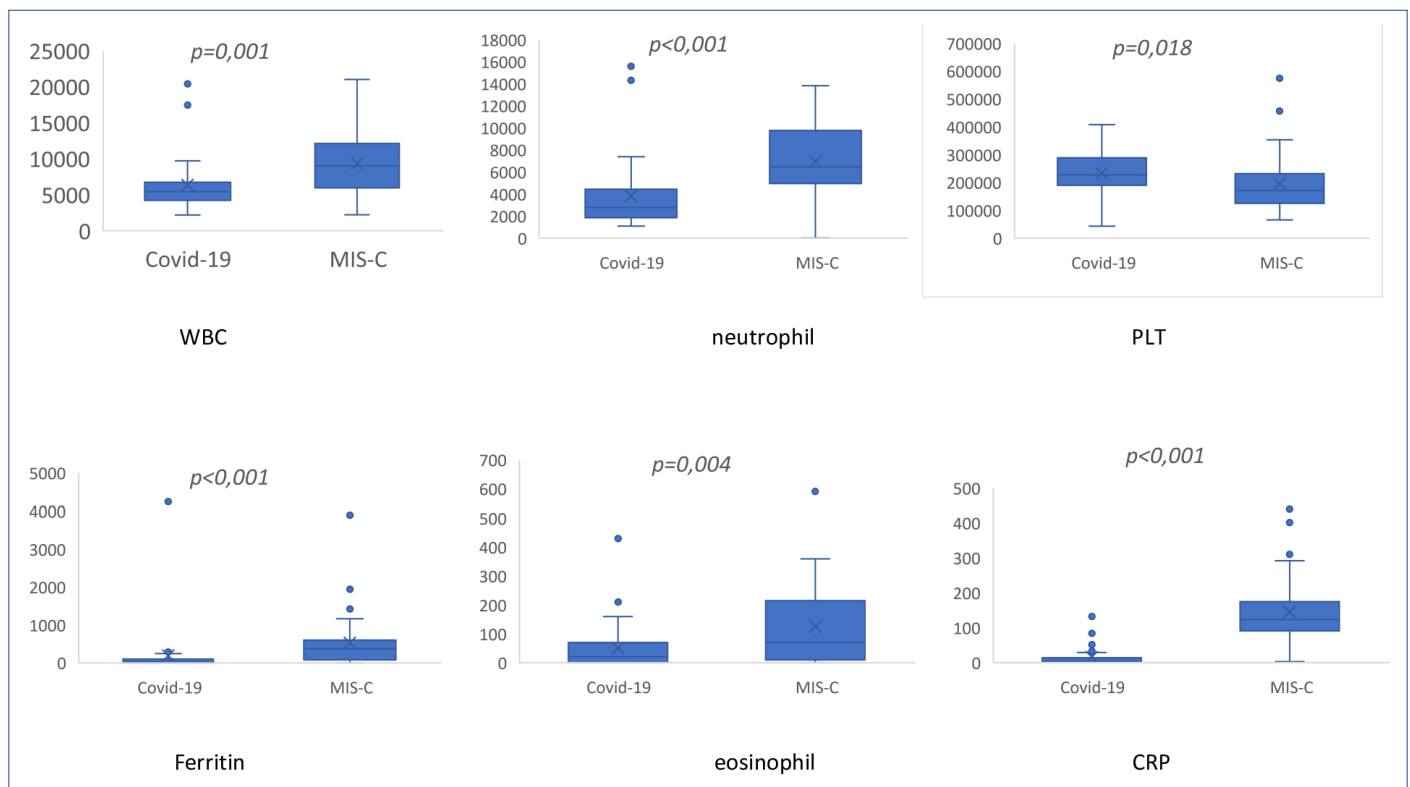 p=0,001
25000
20000
15000
10000
5000
0
Covid-19 MIS-C
WBC
p<0,001
18000
16000
14000
12000
10000
8000
6000
4000
2000
0
Covid-19 MIS-C
neutrophil
p=0,018
700000
600000
500000
400000
300000
200000
100000
0
Covid-19 MIS-C
PLT
p<0,001
5000
4000
3000
2000
1000
0
Covid-19 MIS-C
Ferritin
p=0,004
700
600
500
400
300
200
100
0
Covid-19 MIS-C
eosinophil
p<0,001
500
400
300
200
100
0
Covid-19 MIS-C
CRP